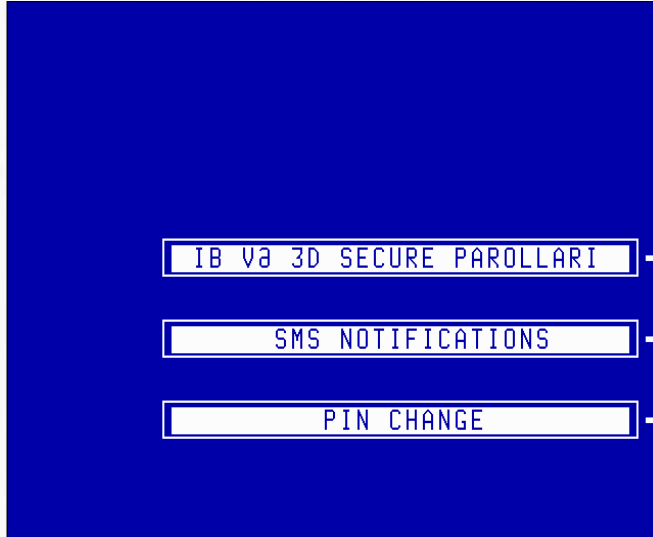 IB Və 3D SECURE PAROLLARI
SMS NOTIFICATIONS
PIN CHANGE